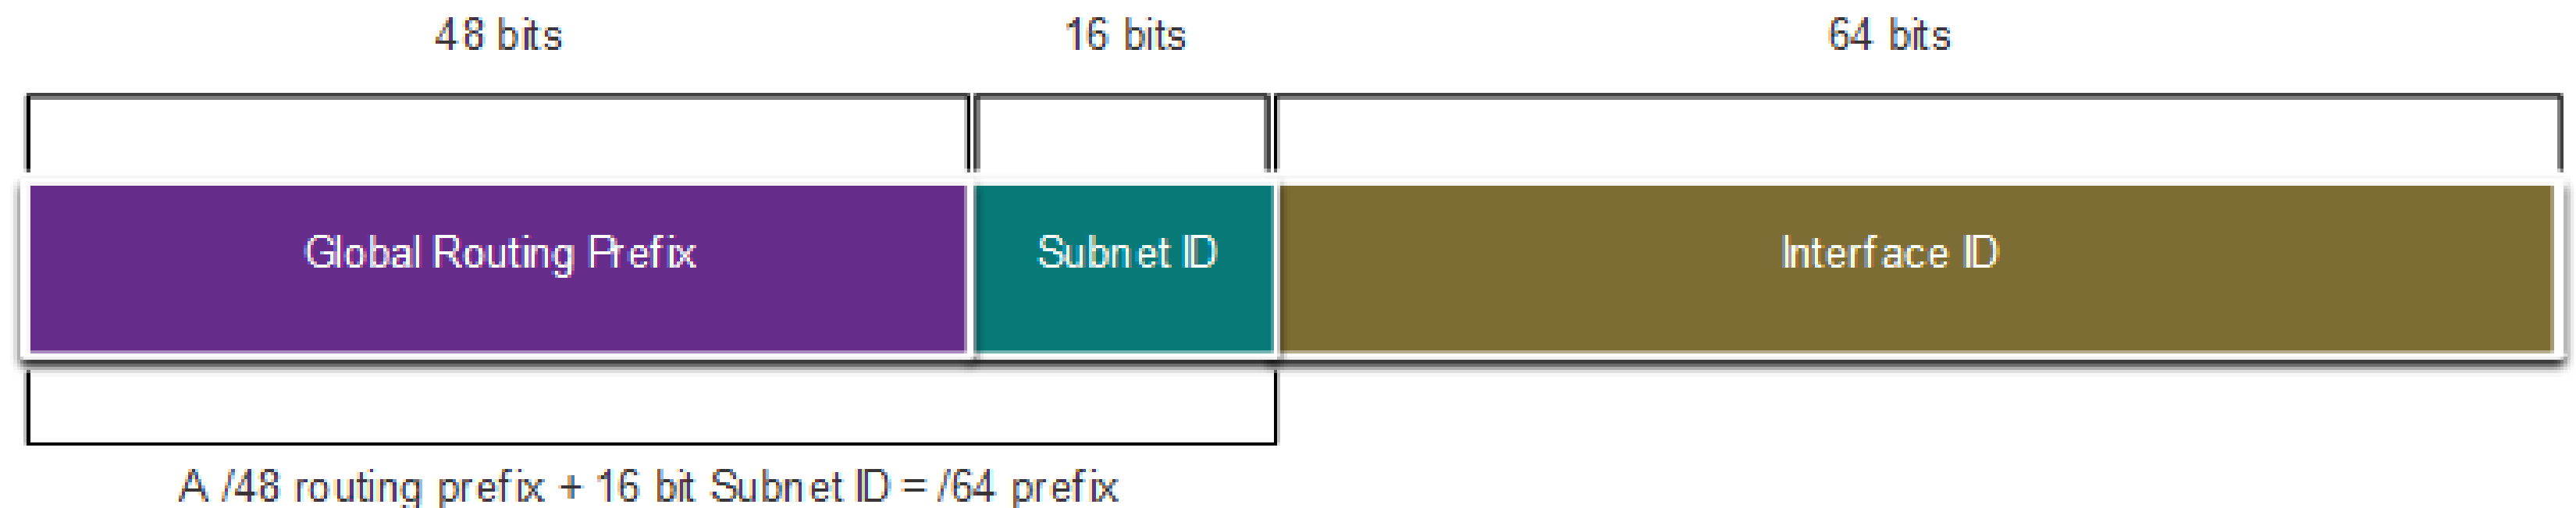 48 bits 16 bits 64 bits
Global Routing Prefix Subnet ID Interface ID
A /48 routing prefix + 16 bit Subnet ID = /64 prefix